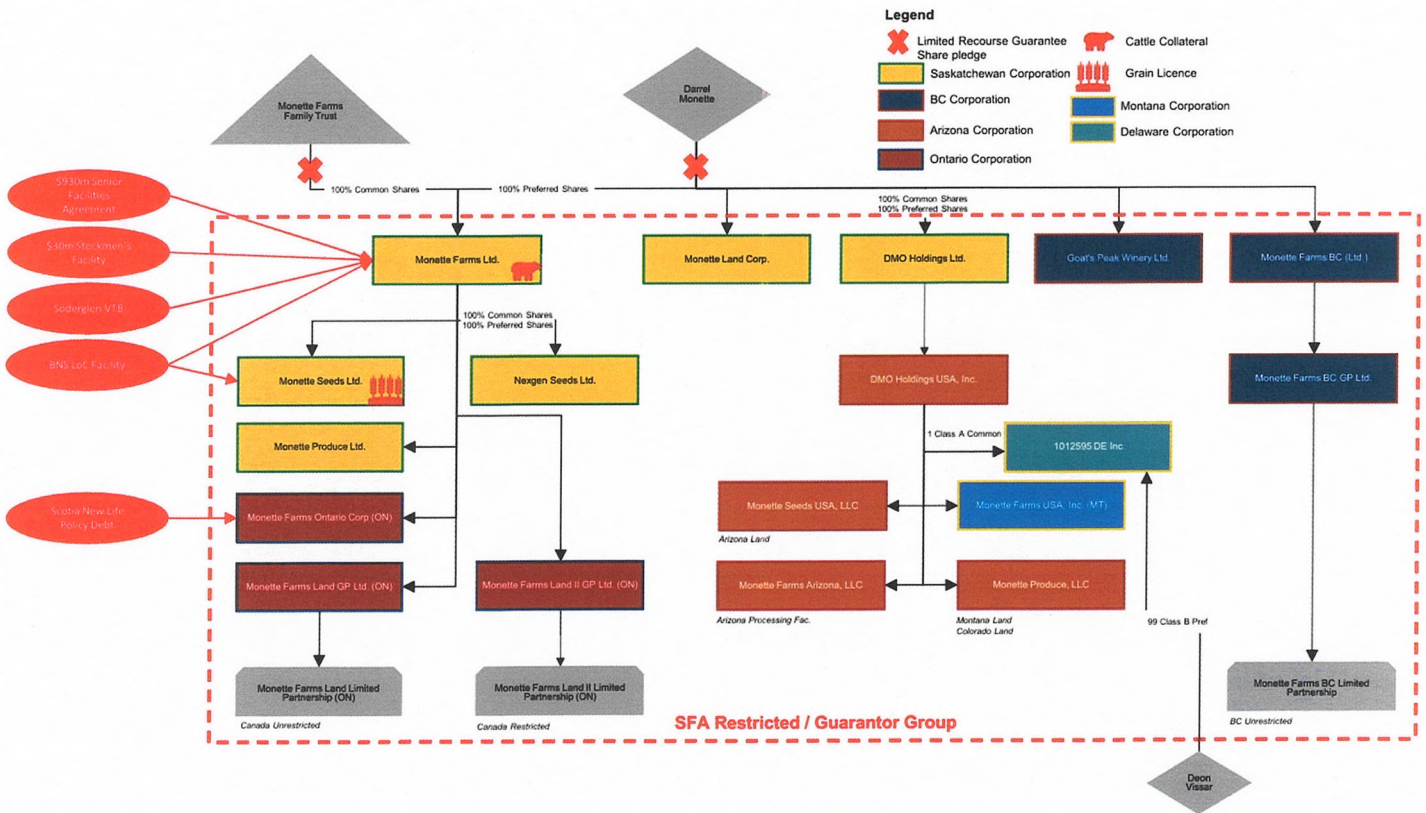 Legend
Limited Recourse Guarantee
Share pledge
Cattle Collateral
Saskatchewan Corporation
Grain Licence
BC Corporation
Montana Corporation
Arizona Corporation
Delaware Corporation
Ontario Corporation
Monette Farms
Family Trust
Darrel
Monette
100% Common Shares
100% Preferred Shares
100% Common Shares
100% Preferred Shares
$930m Senior
Facilities
Agreement
$30m Stockmen's
Facility
Soderglen VTB
BNS LoC Facility
Scotia New Life
Policy Debt
Monette Farms Ltd.
Monette Land Corp.
DMO Holdings Ltd.
Goat's Peak Winery Ltd.
Monette Farms BC (Ltd.)
100% Common Shares
100% Preferred Shares
Monette Seeds Ltd.
Nexgen Seeds Ltd.
DMO Holdings USA, Inc.
Monette Farms BC GP Ltd.
Monette Produce Ltd.
1 Class A Common
1012595 DE Inc.
Monette Farms Ontario Corp (ON)
Monette Seeds USA, LLC
Arizona Land
Monette Farms USA, Inc. (MT)
Monette Farms Land GP Ltd. (ON)
Monette Farms Land II GP Ltd. (ON)
Monette Farms Arizona, LLC
Arizona Processing Fac.
Monette Produce, LLC
Montana Land
Colorado Land
99 Class B Pref
Monette Farms Land Limited
Partnership (ON)
Canada Unrestricted
Monette Farms Land II Limited
Partnership (ON)
Canada Restricted
Monette Farms BC Limited
Partnership
BC Unrestricted
SFA Restricted / Guarantor Group
Deon
Vissar